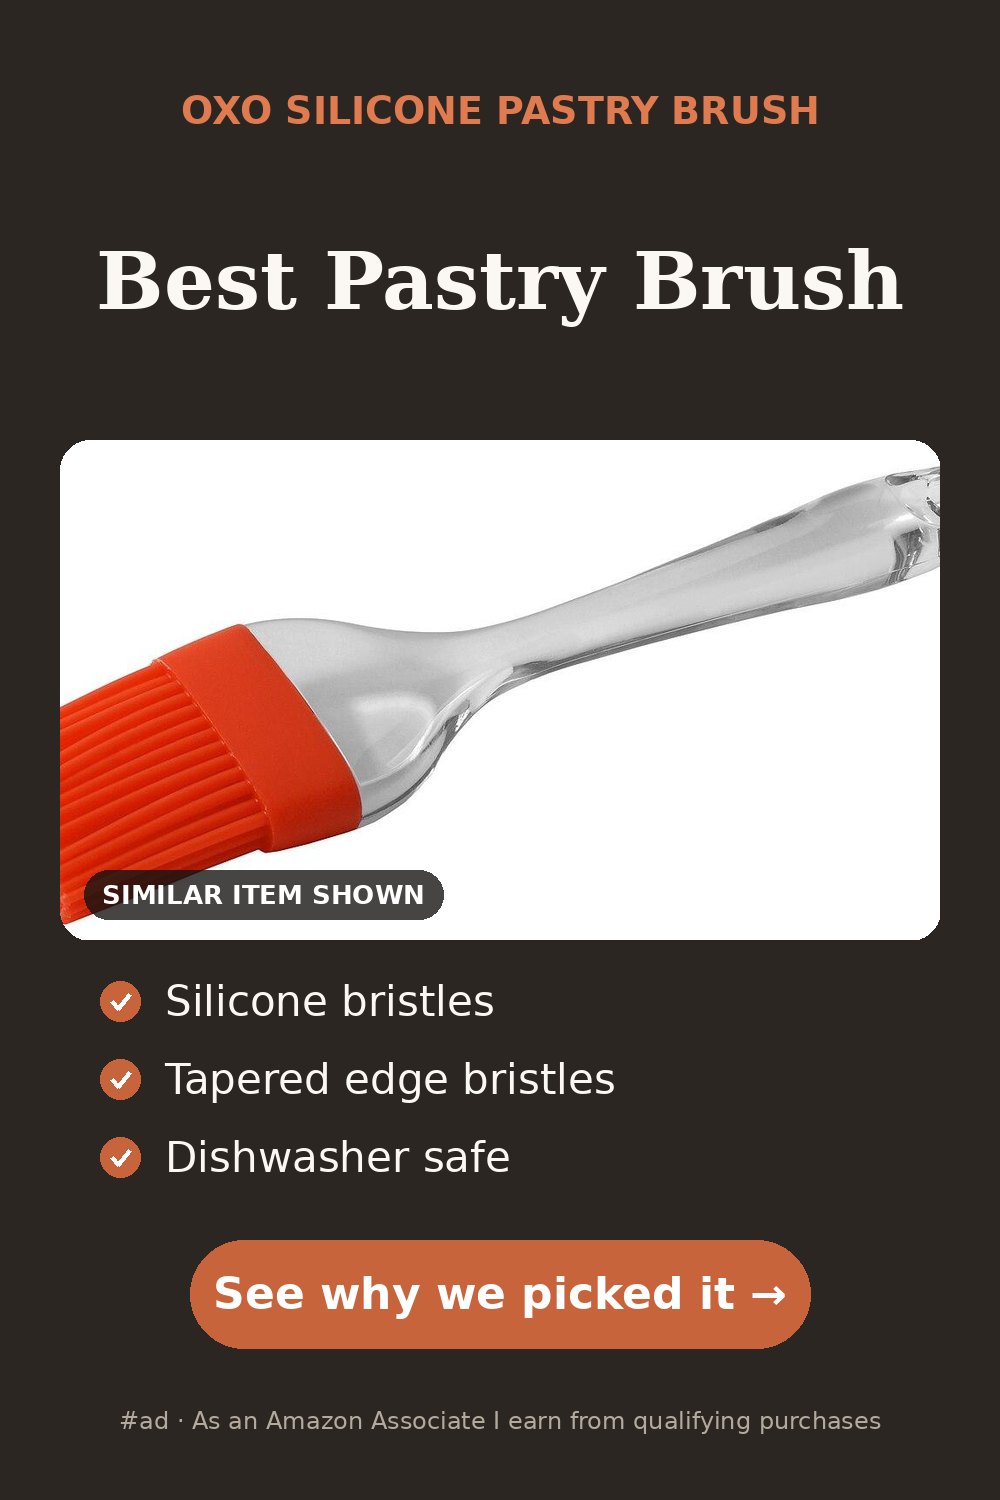 OXO SILICONE PASTRY BRUSH
Best Pastry Brush
SIMILAR ITEM SHOWN
Silicone bristles
Tapered edge bristles
Dishwasher safe
See why we picked it →
#ad · As an Amazon Associate I earn from qualifying purchases